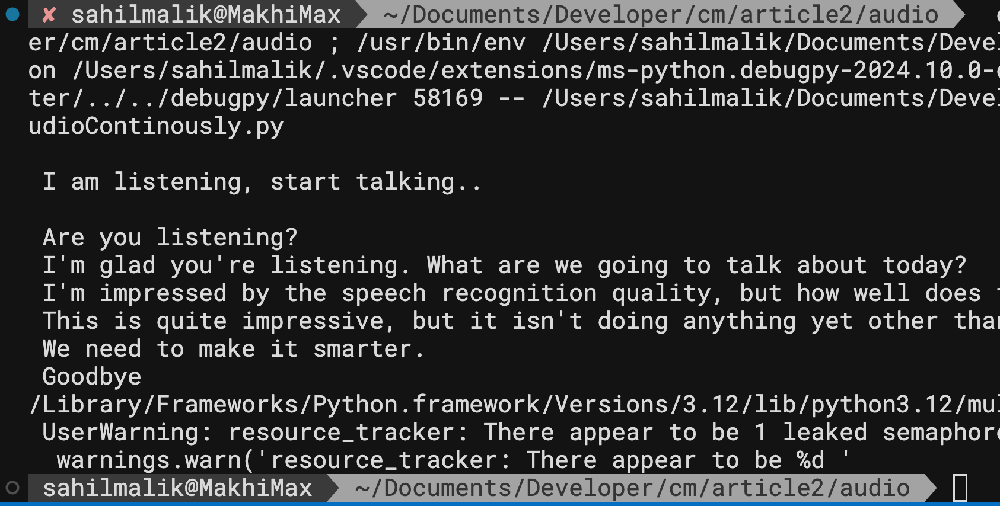 ✘ sahilmalik@MakhiMax ~/Documents/Developer/cm/article2/audio
er/cm/article2/audio ; /usr/bin/env /Users/sahilmalik/Documents/Devel
on /Users/sahilmalik/.vscode/extensions/ms-python.debugpy-2024.10.0-
ter/../../debugpy/launcher 58169 -- /Users/sahilmalik/Documents/Devel
udioContinously.py
I am listening, start talking..
Are you listening?
I'm glad you're listening. What are we going to talk about today?
I'm impressed by the speech recognition quality, but how well does
This is quite impressive, but it isn't doing anything yet other than
We need to make it smarter.
Goodbye
/Library/Frameworks/Python.framework/Versions/3.12/lib/python3.12/mul
UserWarning: resource_tracker: There appear to be 1 leaked semaphore
warnings.warn('resource_tracker: There appear to be %d '
sahilmalik@MakhiMax ~/Documents/Developer/cm/article2/audio